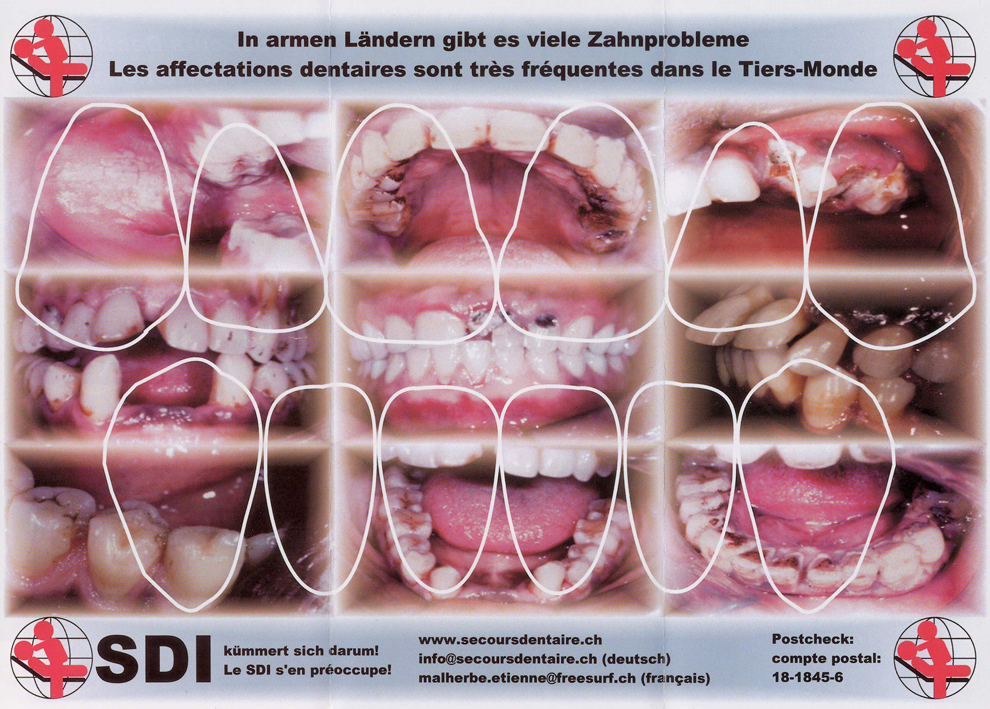 In armen Ländern gibt es viele Zahnprobleme
Les affectations dentaires sont très fréquentes dans le Tiers-Monde
SDI
kümmert sich darum!
Le SDI s'en préoccupe!
www.secoursdentaire.ch
info@secoursdentaire.ch (deutsch)
malherbe.etienne@freesurf.ch (français)
Postcheck:
compte postal:
18-1845-6